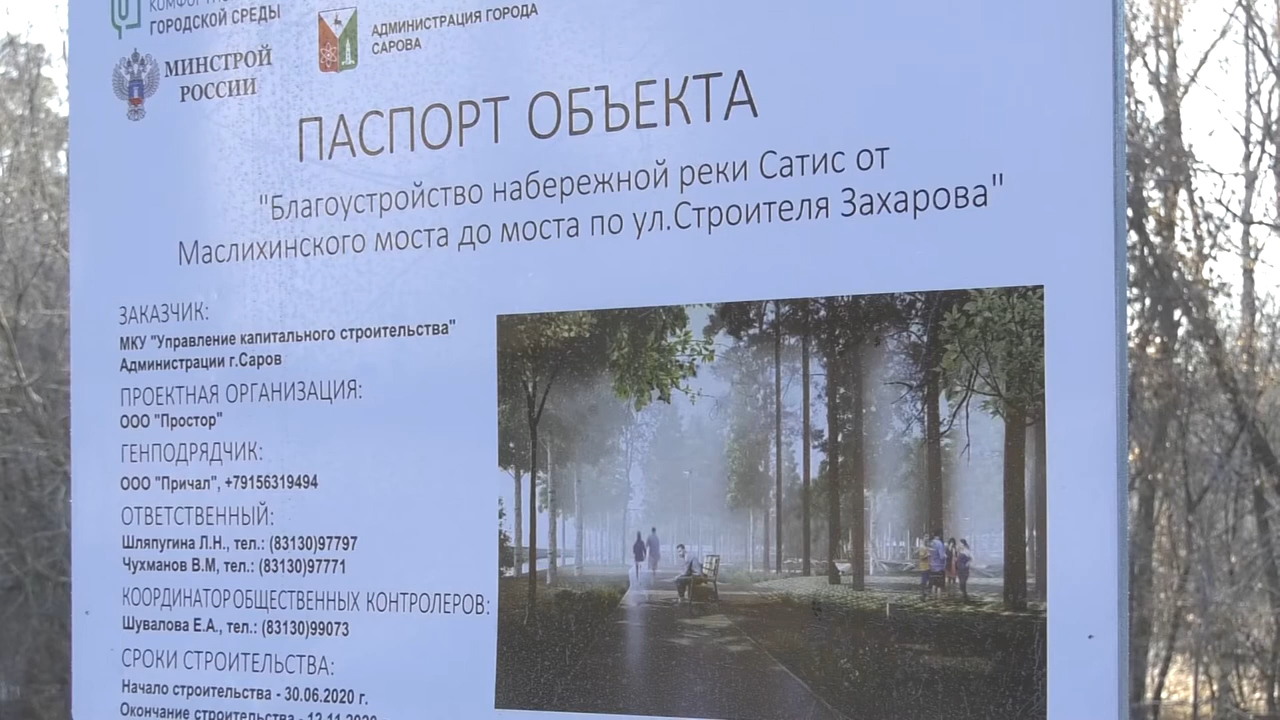 ГОРОДСКОЙ СРЕДЫ
АДМИНИСТРАЦИЯ ГОРОДА
САРОВА
МИНСТРОЙ
РОССИИ
ПАСПОРТ ОБЪЕКТА
"Благоустройство набережной реки Сатис от
Маслихинского моста до моста по ул.Строителя Захарова"
ЗАКАЗЧИК:
МКУ "Управление капитального строительства"
Администрации г.Саров
ПРОЕКТНАЯ ОРГАНИЗАЦИЯ:
ООО "Простор"
ГЕНПОДРЯДЧИК:
ООО "Причал", +79156319494
ОТВЕТСТВЕННЫЙ:
Шляпугина Л.Н., тел.: (83130)97797
Чухманов В.М, тел.: (83130)97771
КООРДИНАТОР ОБЩЕСТВЕННЫХ КОНТРОЛЕРОВ:
Шувалова Е.А., тел.: (83130)99073
СРОКИ СТРОИТЕЛЬСТВА:
Начало строительства - 30.06.2020 г.
Окончание строительства -